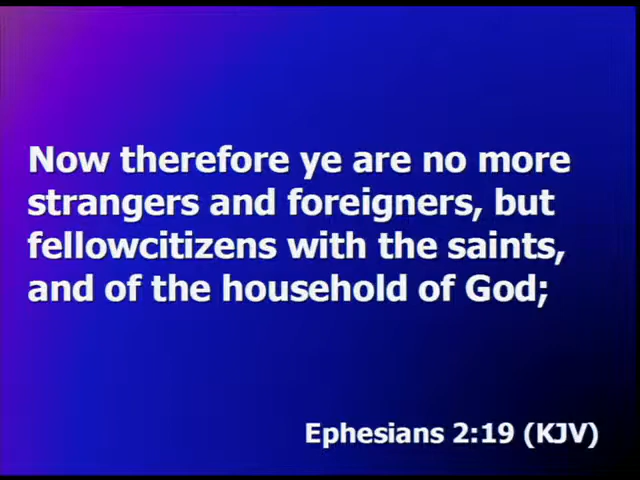 Now therefore ye are no more
strangers and foreigners, but
fellowcitizens with the saints,
and of the household of God;
Ephesians 2:19 (KJV)